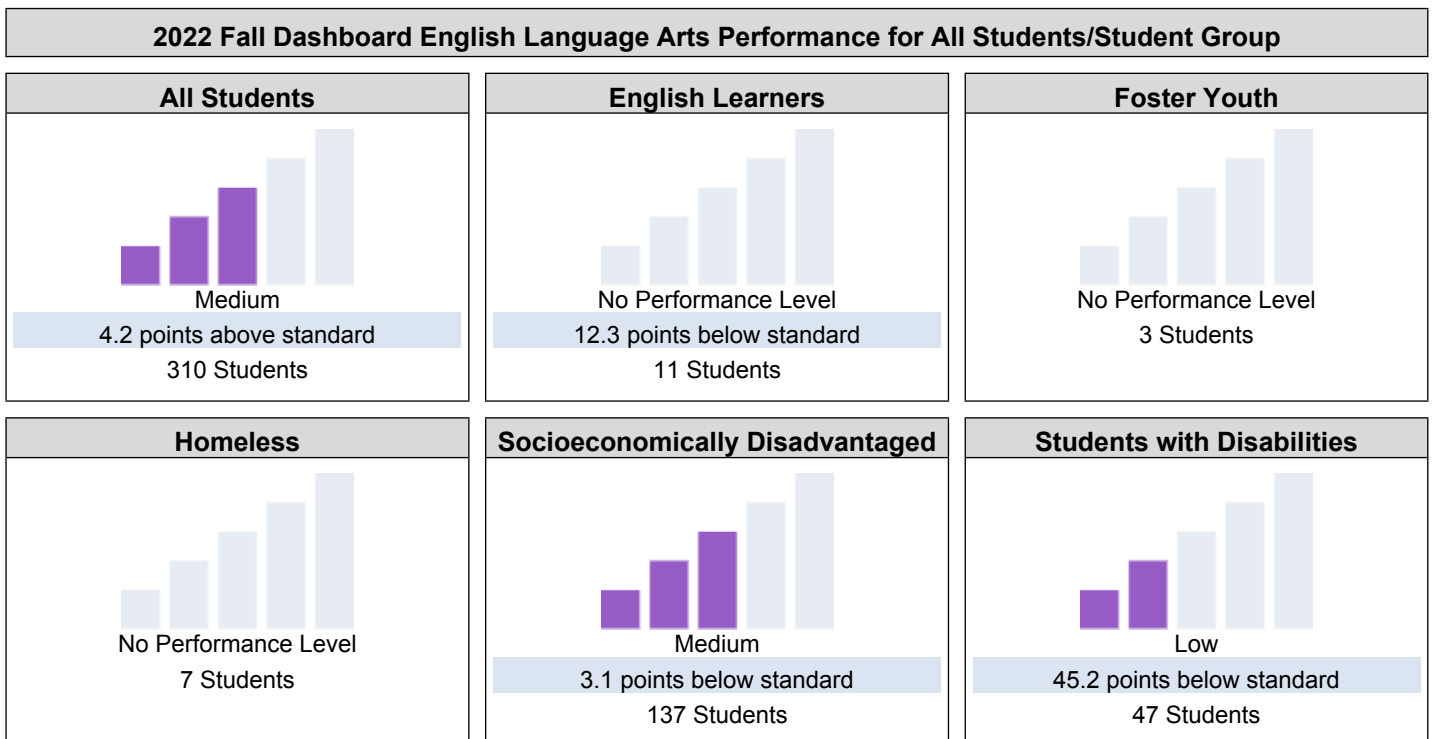 2022 Fall Dashboard English Language Arts Performance for All Students/Student Group
All Students
Medium
4.2 points above standard
310 Students
English Learners
No Performance Level
12.3 points below standard
11 Students
Foster Youth
No Performance Level
3 Students
Homeless
No Performance Level
7 Students
Socioeconomically Disadvantaged
Medium
3.1 points below standard
137 Students
Students with Disabilities
Low
45.2 points below standard
47 Students